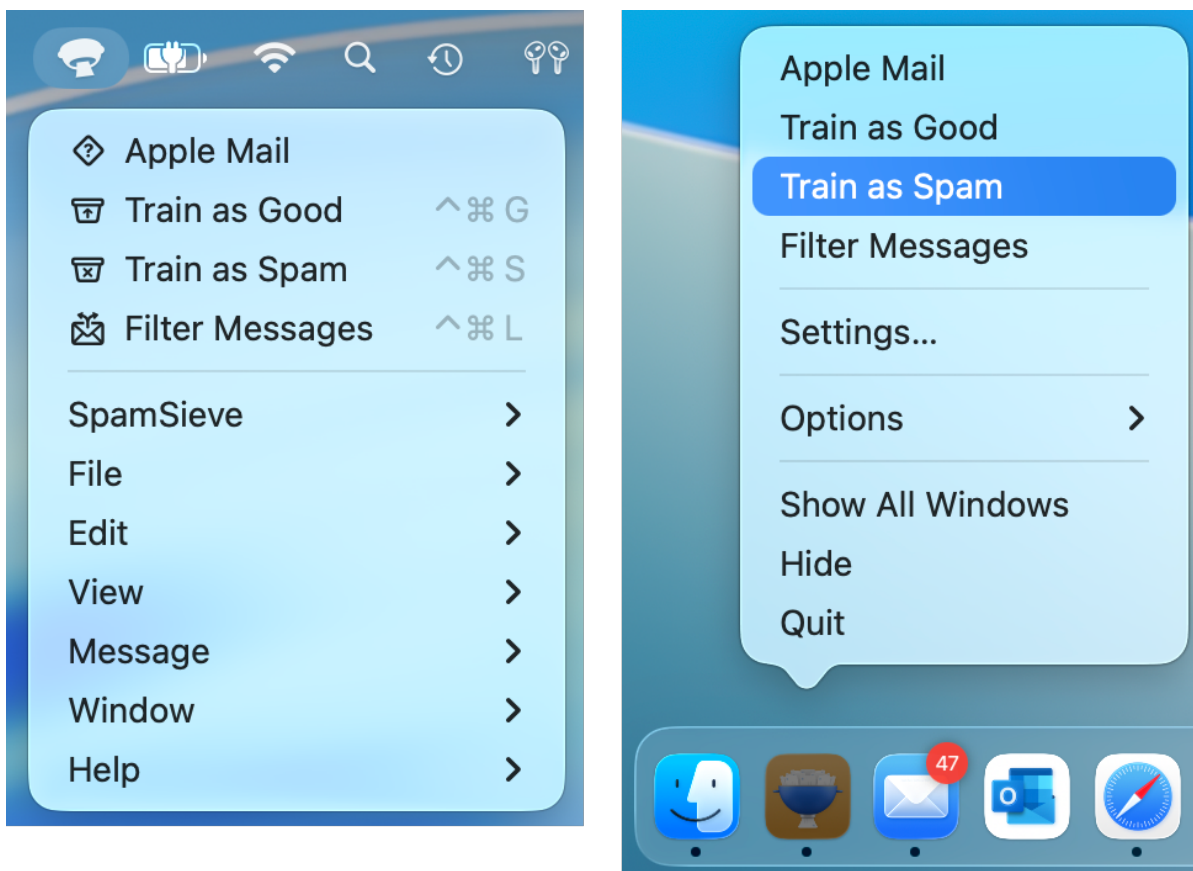 Apple Mail
Train as Good ^⌘G
Train as Spam ^⌘S
Filter Messages ^⌘L
SpamSieve
File
Edit
View
Message
Window
Help
Apple Mail
Train as Good
Train as Spam
Filter Messages
Settings...
Options
Show All Windows
Hide
Quit
47
O